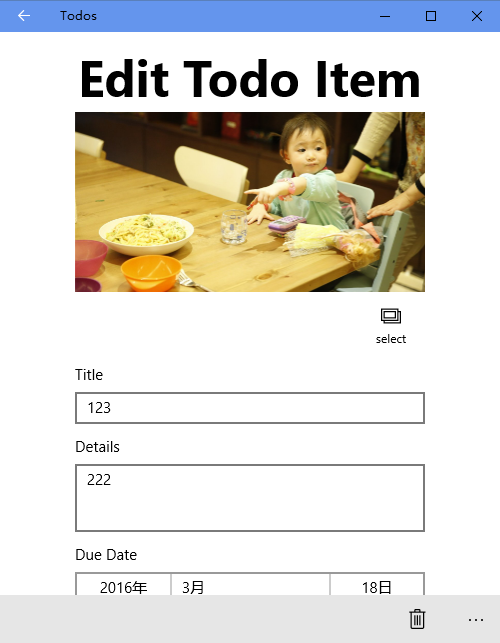 Todos
Edit Todo Item
select
Title
123
Details
222
Due Date
2016年 3月 18日